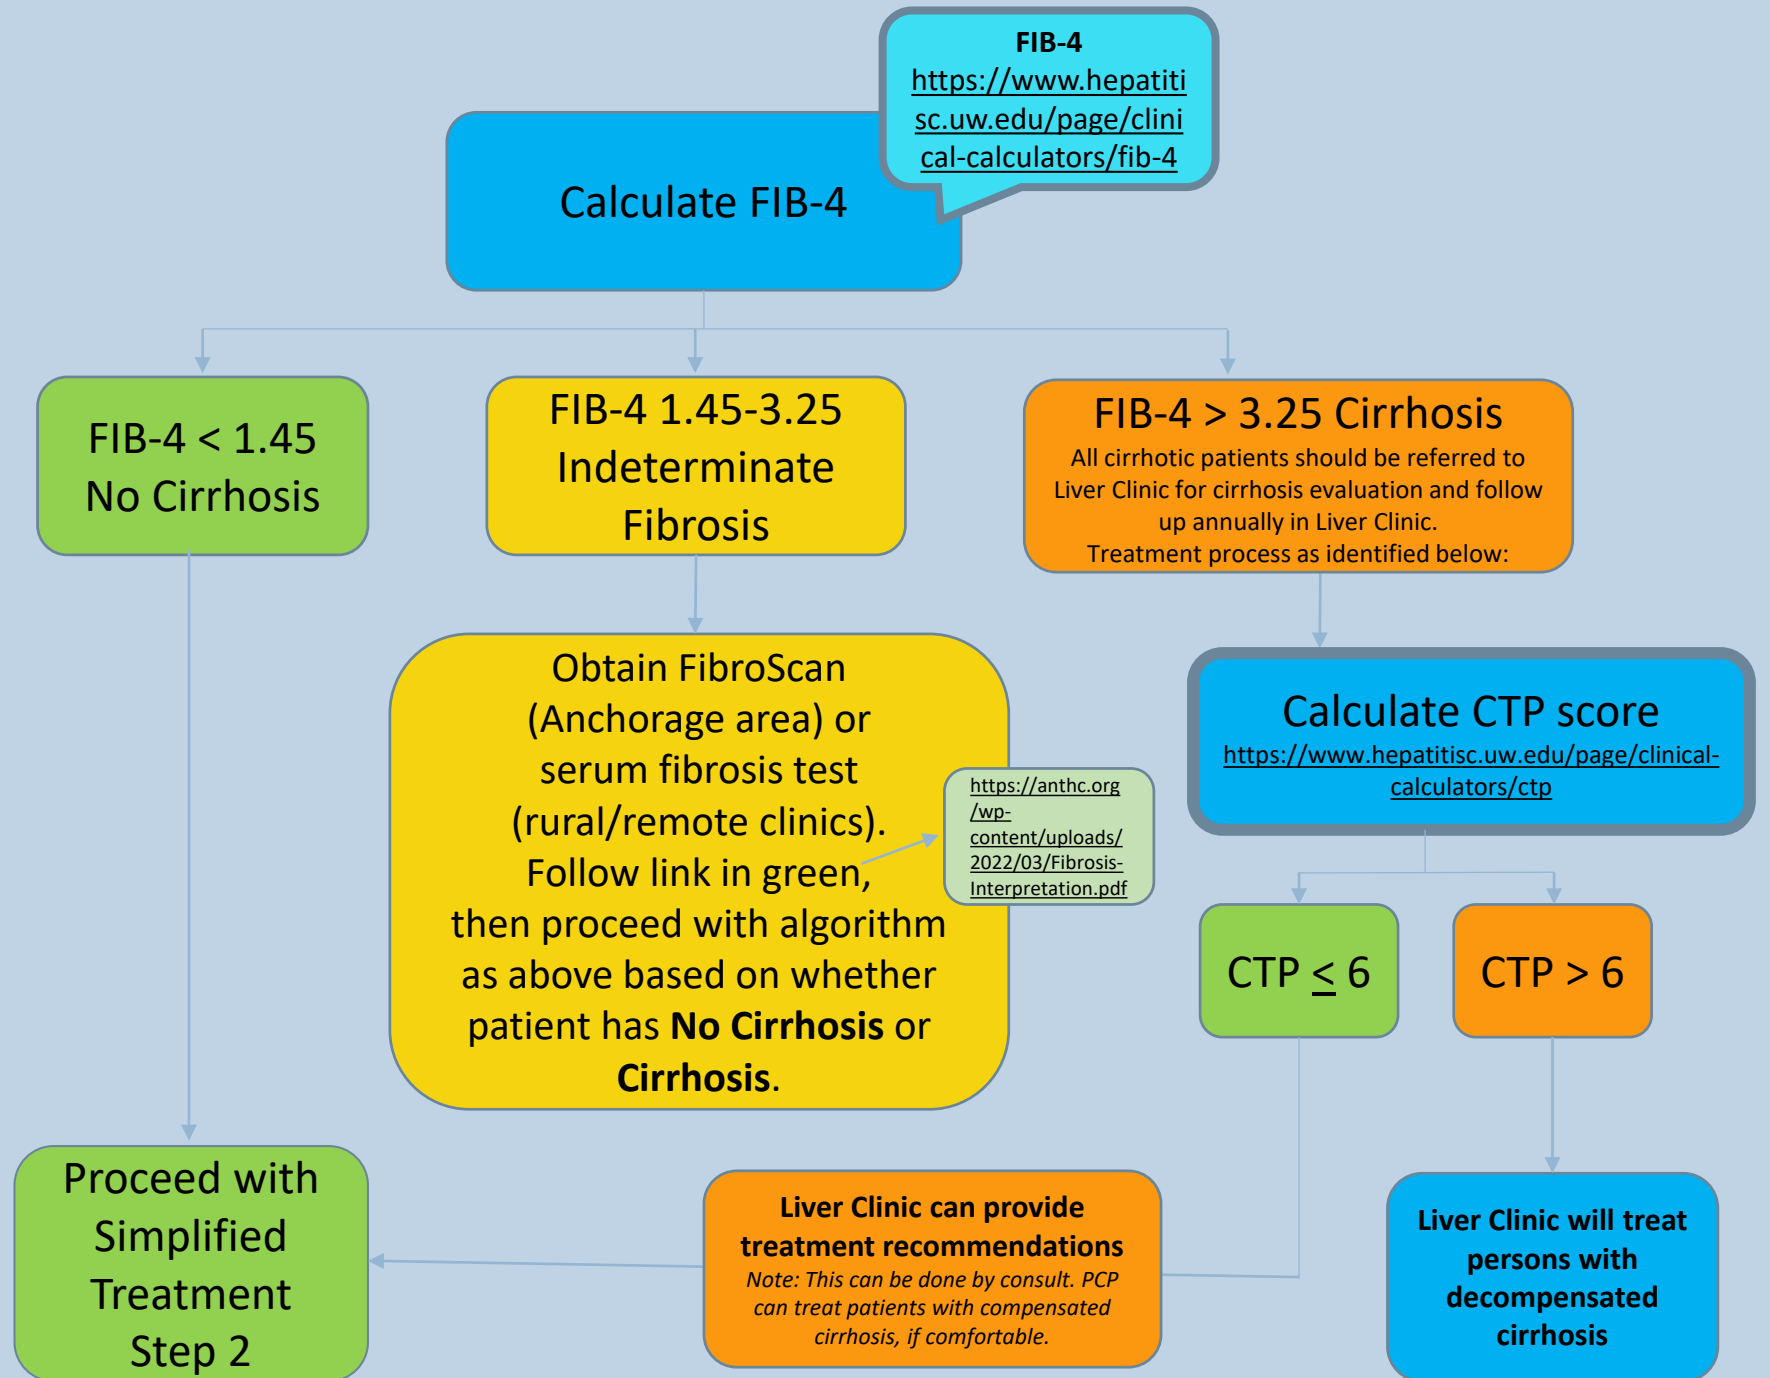 FIB-4
https://www.hepatiti
sc.uw.edu/page/clini
cal-calculators/fib-4
Calculate FIB-4
FIB-4 < 1.45
No Cirrhosis
FIB-4 1.45-3.25
Indeterminate
Fibrosis
FIB-4 > 3.25 Cirrhosis
All cirrhotic patients should be referred to
Liver Clinic for cirrhosis evaluation and follow
up annually in Liver Clinic.
Treatment process as identified below:
Obtain FibroScan
(Anchorage area) or
serum fibrosis test
(rural/remote clinics).
Follow link in green,
then proceed with algorithm
as above based on whether
patient has No Cirrhosis or
Cirrhosis.
https://anthc.org
/wp-
content/uploads/
2022/03/Fibrosis-
Interpretation.pdf
Calculate CTP score
https://www.hepatitisc.uw.edu/page/clinical-
calculators/ctp
CTP ≤ 6
CTP > 6
Proceed with
Simplified
Treatment
Step 2
Liver Clinic can provide
treatment recommendations
Note: This can be done by consult. PCP
can treat patients with compensated
cirrhosis, if comfortable.
Liver Clinic will treat
persons with
decompensated
cirrhosis